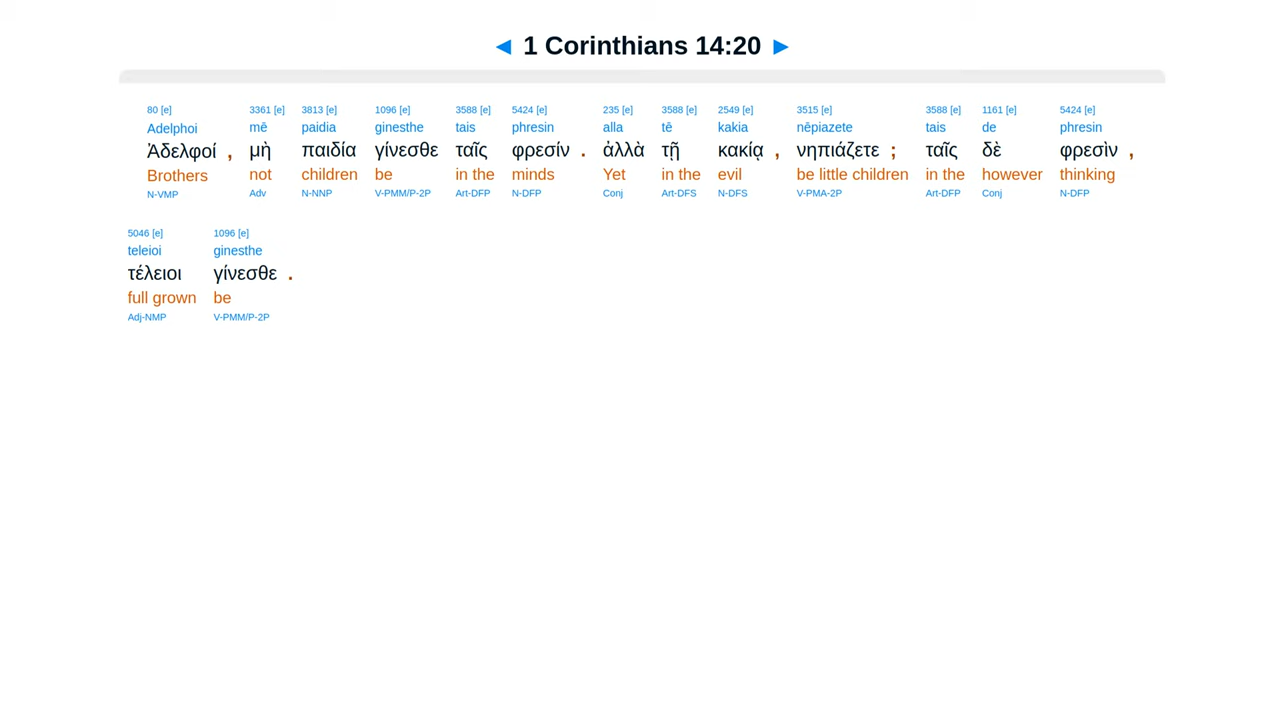 ◄ 1 Corinthians 14:20 ►
80 [e] 3361 [e] 3813 [e] 1096 [e] 3588 [e] 5424 [e] 235 [e] 3588 [e] 2549 [e] 3515 [e] 3588 [e] 1161 [e] 5424 [e]
Adelphoi mē paidia ginesthe tais phresin alla tē kakia nēpiazete tais de phresin
Ἀδελφοί , μὴ παιδία γίνεσθε ταῖς φρεσίν . ἀλλὰ τῇ κακίᾳ , νηπιάζετε ; ταῖς δὲ φρεσὶν ,
Brothers not children be in the minds Yet in the evil be little children in the however thinking
N-VMP Adv N-NNP V-PMM/P-2P Art-DFP N-DFP Conj Art-DFS N-DFS V-PMA-2P Art-DFP Conj N-DFP
5046 [e] 1096 [e]
teleioi ginesthe
τέλειοι γίνεσθε .
full grown be
Adj-NMP V-PMM/P-2P